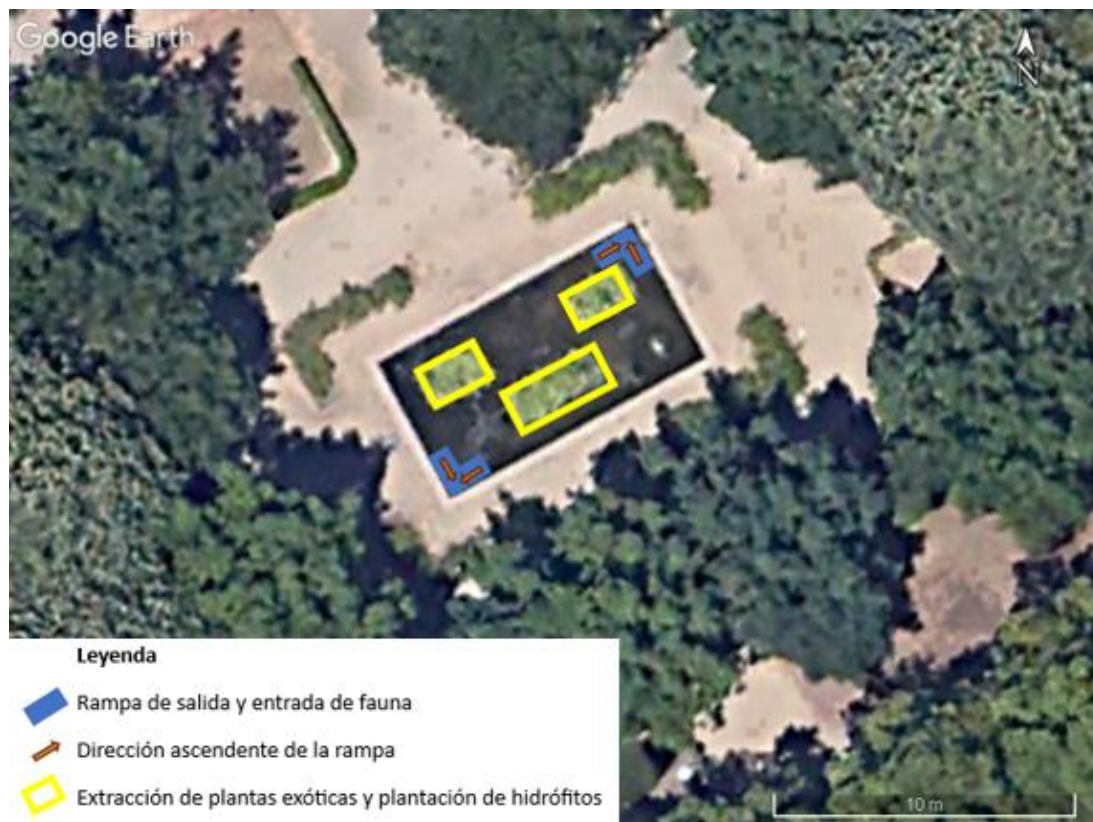 Google Earth
N
Leyenda
Rampa de salida y entrada de fauna
Dirección ascendente de la rampa
Extracción de plantas exóticas y plantación de hidrófitos
10 m